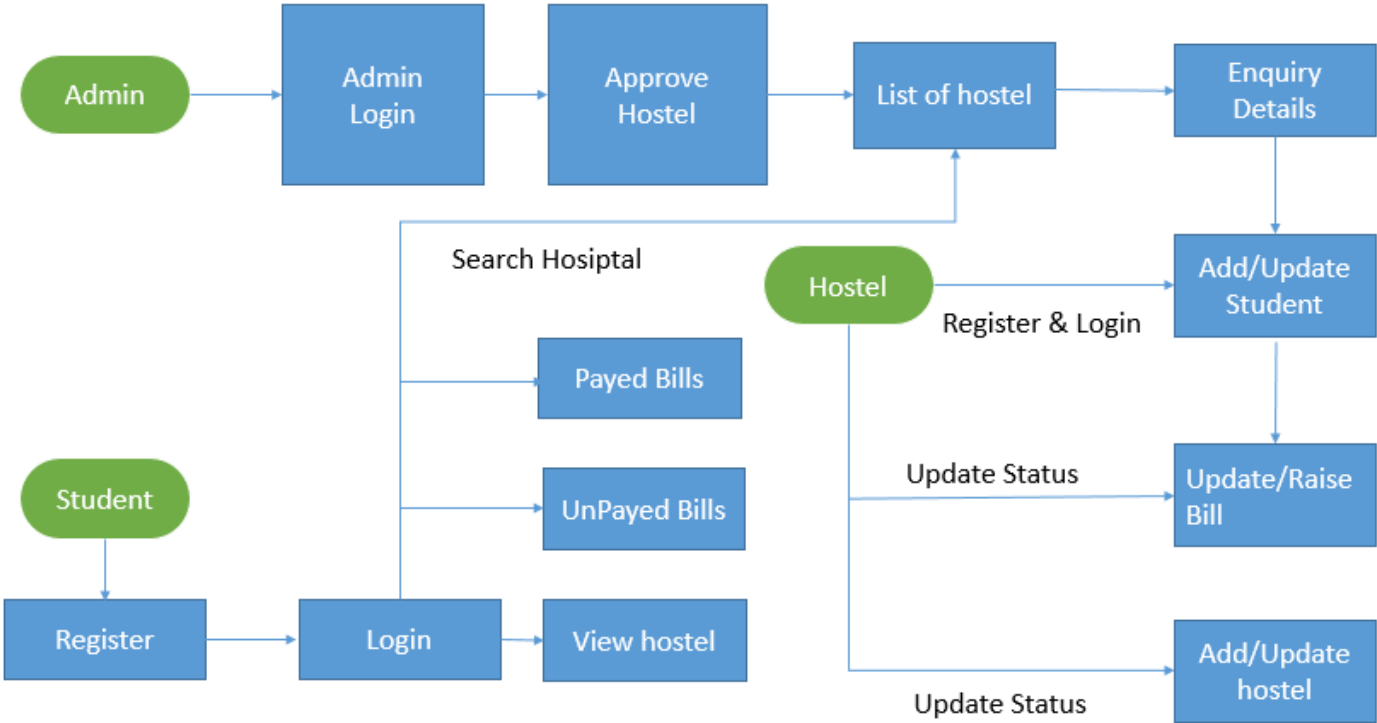 Admin
Admin
Login
Approve
Hostel
List of hostel
Enquiry
Details
Search Hosiptal
Hostel
Register & Login
Add/Update
Student
Payed Bills
Student
UnPayed Bills
Update Status
Update/Raise
Bill
Register
Login
View hostel
Add/Update
hostel
Update Status